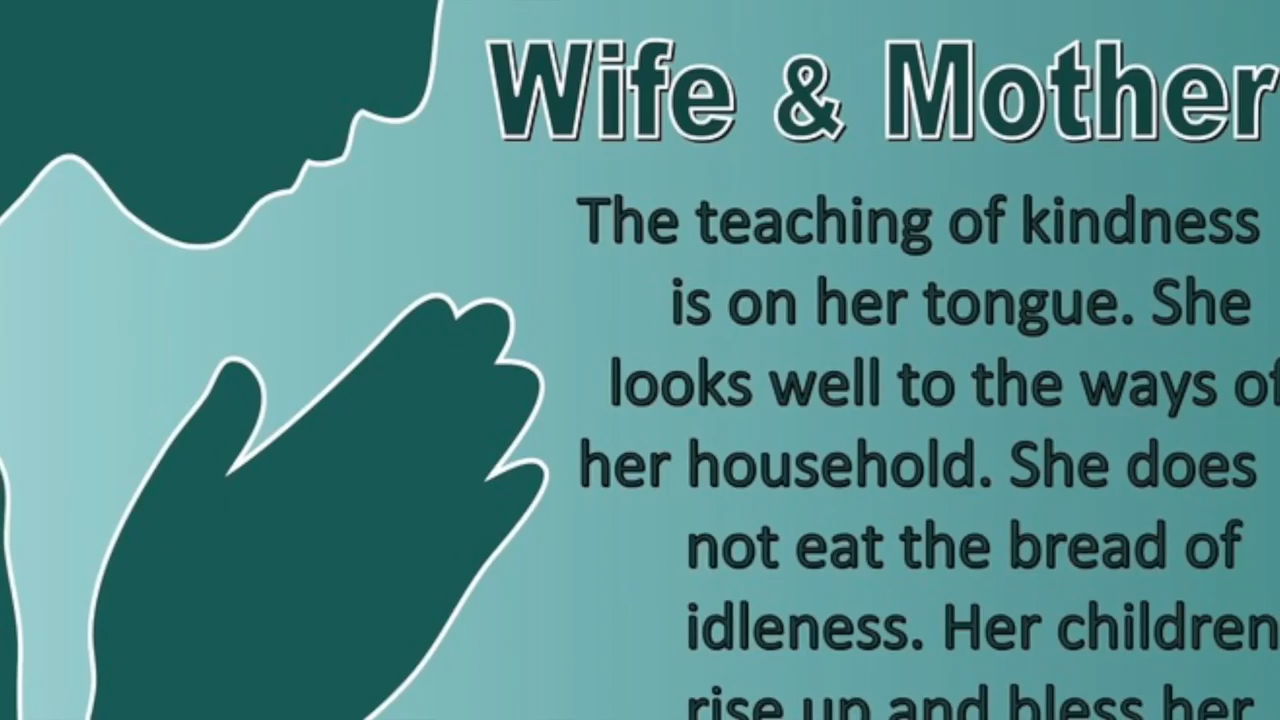 Wife & Mother
The teaching of kindness
is on her tongue. She
looks well to the ways of
her household. She does
not eat the bread of
idleness. Her children
rise up and bless her